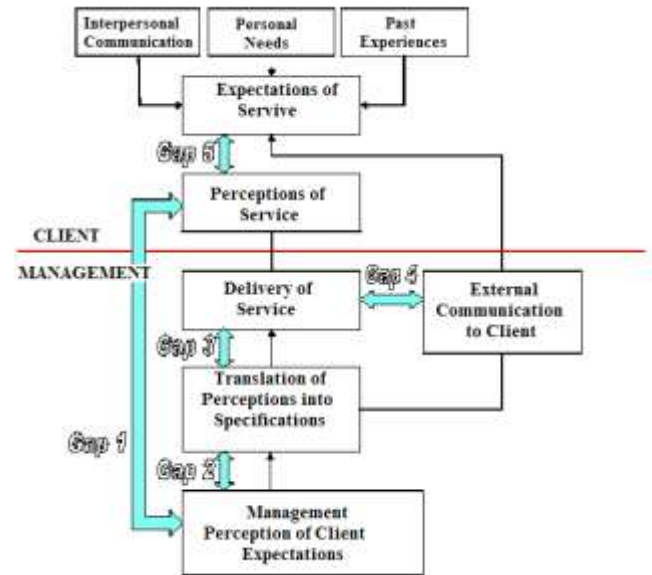 Interpersonal
Communication
Personal
Needs
Past
Experiences
Expectations of
Servive
Gap 5
Perceptions of
Service
CLIENT
MANAGEMENT
Delivery of
Service
Gap 4
External
Communication
to Client
Gap 3
Translation of
Perceptions into
Specifications
Gap 1
Gap 2
Management
Perception of Client
Expectations